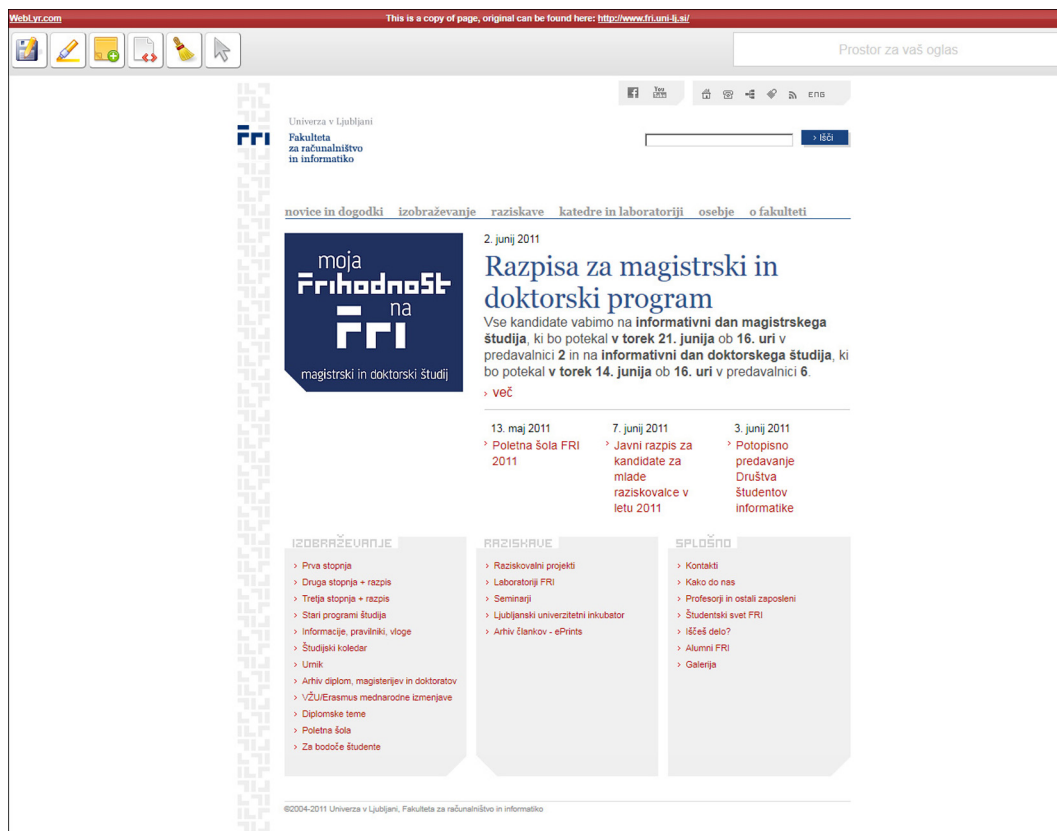 WebLyr.com
This is a copy of page, original can be found here: http://www.fri.uni-lj.si/
Prostor za vaš oglas
You
Tube
ENG
Univerza v Ljubljani
Fri
Fakulteta
za računalništvo
in informatiko
› Išči
novice in dogodki izobraževanje raziskave katedre in laboratoriji osebje o fakulteti
moja
Frihodnost
na
Fri
magistrski in doktorski študij
2. junij 2011
Razpisa za magistrski in
doktorski program
Vse kandidate vabimo na informativni dan magistrskega
študija, ki bo potekal v torek 21. junija ob 16. uri v
predavalnici 2 in na informativni dan doktorskega študija, ki
bo potekal v torek 14. junija ob 16. uri v predavalnici 6.
› več
13. maj 2011
› Poletna šola FRI
2011
7. junij 2011
› Javni razpis za
kandidate za
mlade
raziskovalce v
letu 2011
3. junij 2011
› Potopisno
predavanje
Društva
študentov
informatike
IZOBRAŽEVANJE
› Prva stopnja
› Druga stopnja + razpis
› Tretja stopnja + razpis
› Stari programi študija
› Informacije, pravilniki, vloge
› Študijski koledar
› Urnik
› Arhiv diplom, magisterijev in doktoratov
› VŽU/Erasmus mednarodne izmenjave
› Diplomske teme
› Poletna šola
› Za bodoče študente
RAZISKAVE
› Raziskovalni projekti
› Laboratoriji FRI
› Seminarji
› Ljubljanski univerzitetni inkubator
› Arhiv člankov - ePrints
SPLOŠNO
› Kontakti
› Kako do nas
› Profesorji in ostali zaposleni
› Študentski svet FRI
› Iščeš delo?
› Alumni FRI
› Galerija
©2004-2011 Univerza v Ljubljani, Fakulteta za računalništvo in informatiko